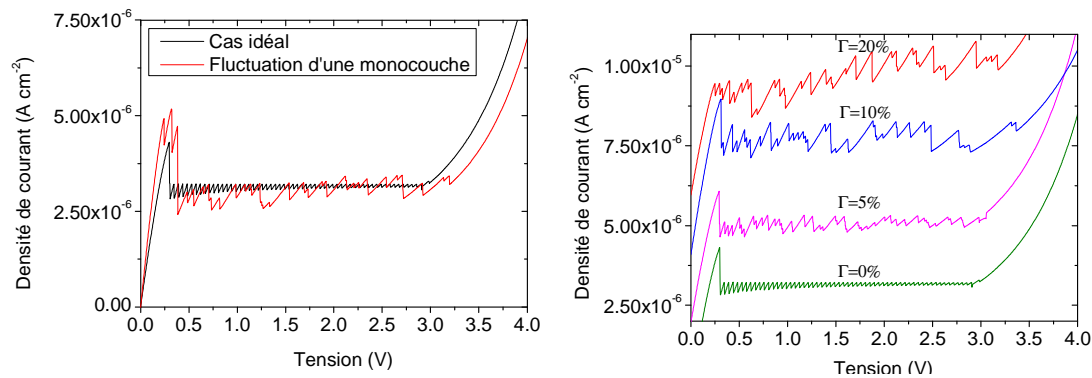 7.50x10-6
5.00x10-6
2.50x10-6
0.00
Densité de courant (A cm-2)
Cas idéal
Fluctuation d'une monocouche
0.0 0.5 1.0 1.5 2.0 2.5 3.0 3.5 4.0
Tension (V)
1.00x10-5
7.50x10-6
5.00x10-6
2.50x10-6
Densité de courant (A cm-2)
Γ=20%
Γ=10%
Γ=5%
Γ=0%
0.0 0.5 1.0 1.5 2.0 2.5 3.0 3.5 4.0
Tension (V)